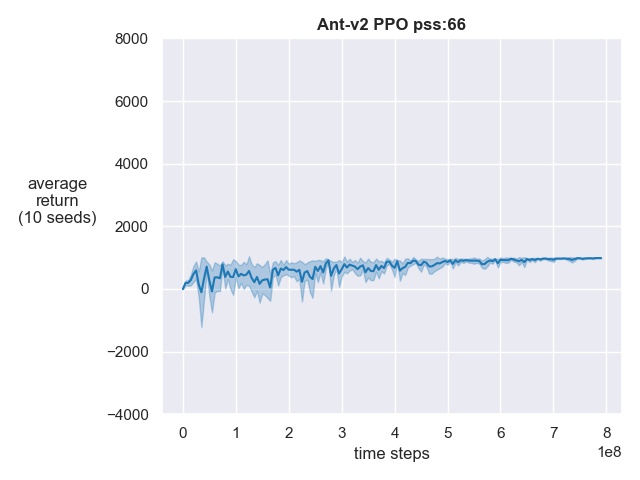 Ant-v2 PPO pss:66
8000
6000
4000
2000
0
−2000
−4000
average
return
(10 seeds)
0 1 2 3 4 5 6 7 8
1e8
time steps